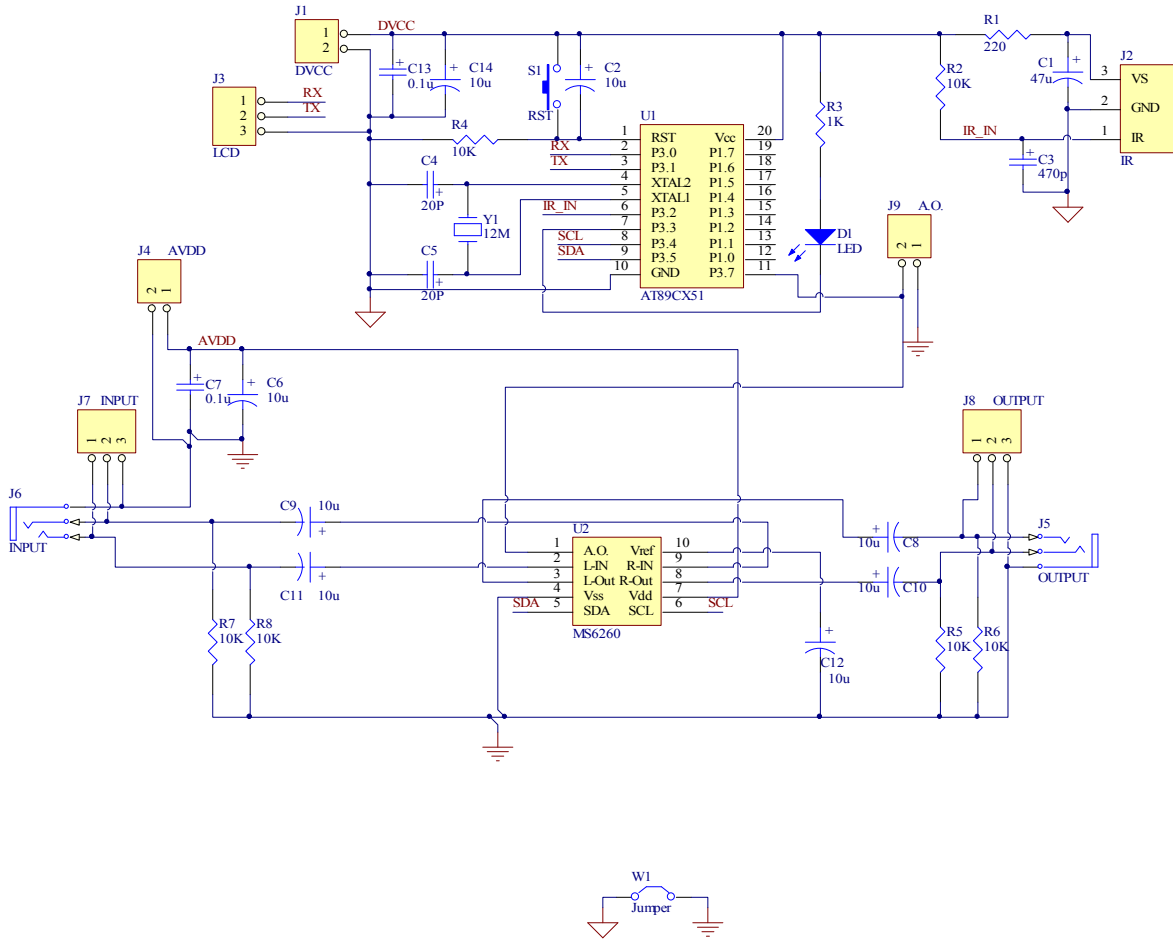 J1
1
2
DVCC
DVCC
J3
1
2
3
LCD
RX
TX
C13
0.1u
C14
10u
S1
RST
C2
10u
R4
10K
RX
TX
C4
20P
Y1
12M
C5
20P
IR_IN
SCL
SDA
U1
1 RST Vcc 20
2 P3.0 P1.7 19
3 P3.1 P1.6 18
4 XTAL2 P1.5 17
5 XTAL1 P1.4 16
6 P3.2 P1.3 15
7 P3.3 P1.2 14
8 P3.4 P1.1 13
9 P3.5 P1.0 12
10 GND P3.7 11
AT89CX51
R3
1K
D1
LED
R1
220
R2
10K
C1
47u
IR_IN
C3
470p
J2
3 VS
2 GND
1 IR
IR
J9 A.O.
2 1
J4 AVDD
2 1
AVDD
C7
0.1u
C6
10u
J7 INPUT
1 2 3
J6
INPUT
C9 10u
C11 10u
R7
10K
R8
10K
U2
1 A.O. Vref 10
2 L-IN R-IN 9
3 L-Out R-Out 8
4 Vss Vdd 7
5 SDA SCL 6
MS6260
SDA
SCL
C12
10u
10u C8
10u C10
R5
10K
R6
10K
J8 OUTPUT
1 2 3
J5
OUTPUT
W1
Jumper